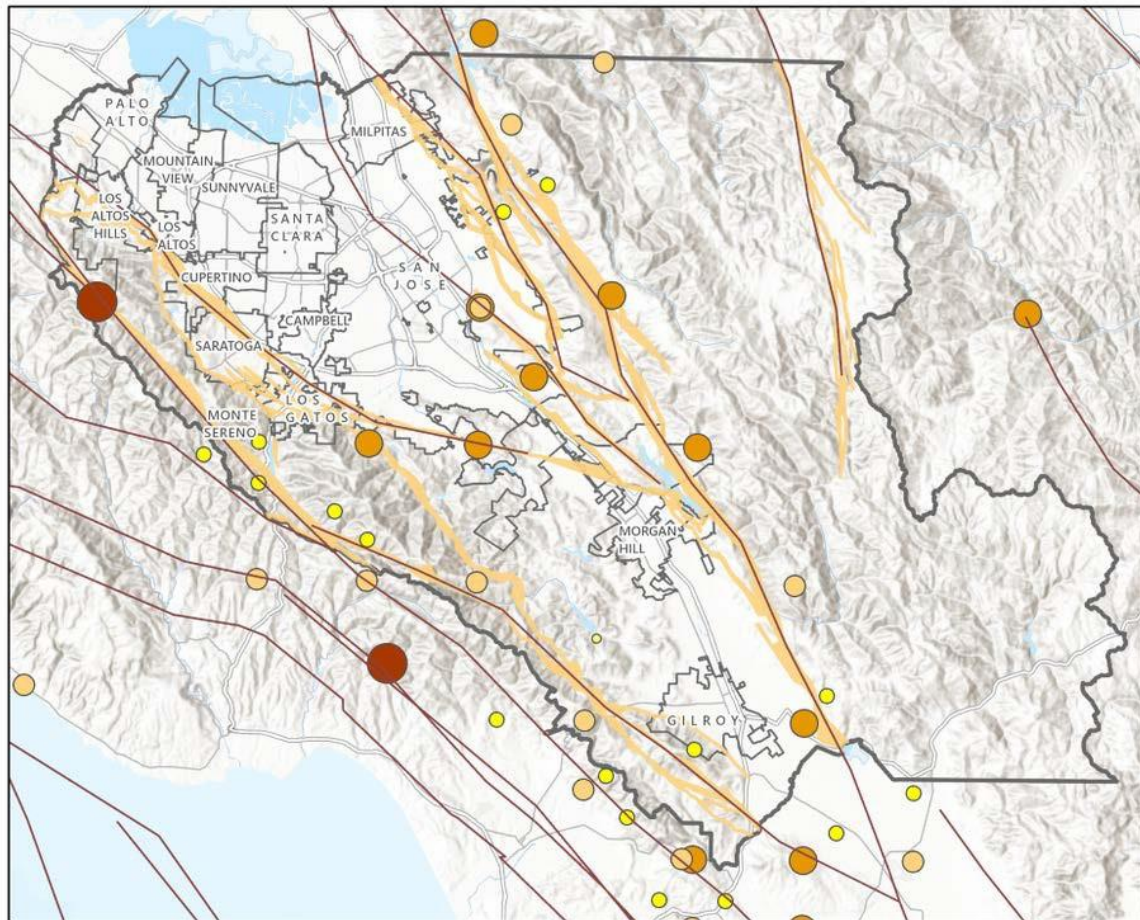 PALO
ALTO
MILPITAS
MOUNTAIN
VIEW
SUNNYVALE
LOS
ALTOS
HILLS
LOS
ALTOS
SANTA
CLARA
SAN
JOSE
CUPERTINO
CAMPBELL
SARATOGA
LOS
GATOS
MONTE
SERENO
MORGAN
HILL
GILROY